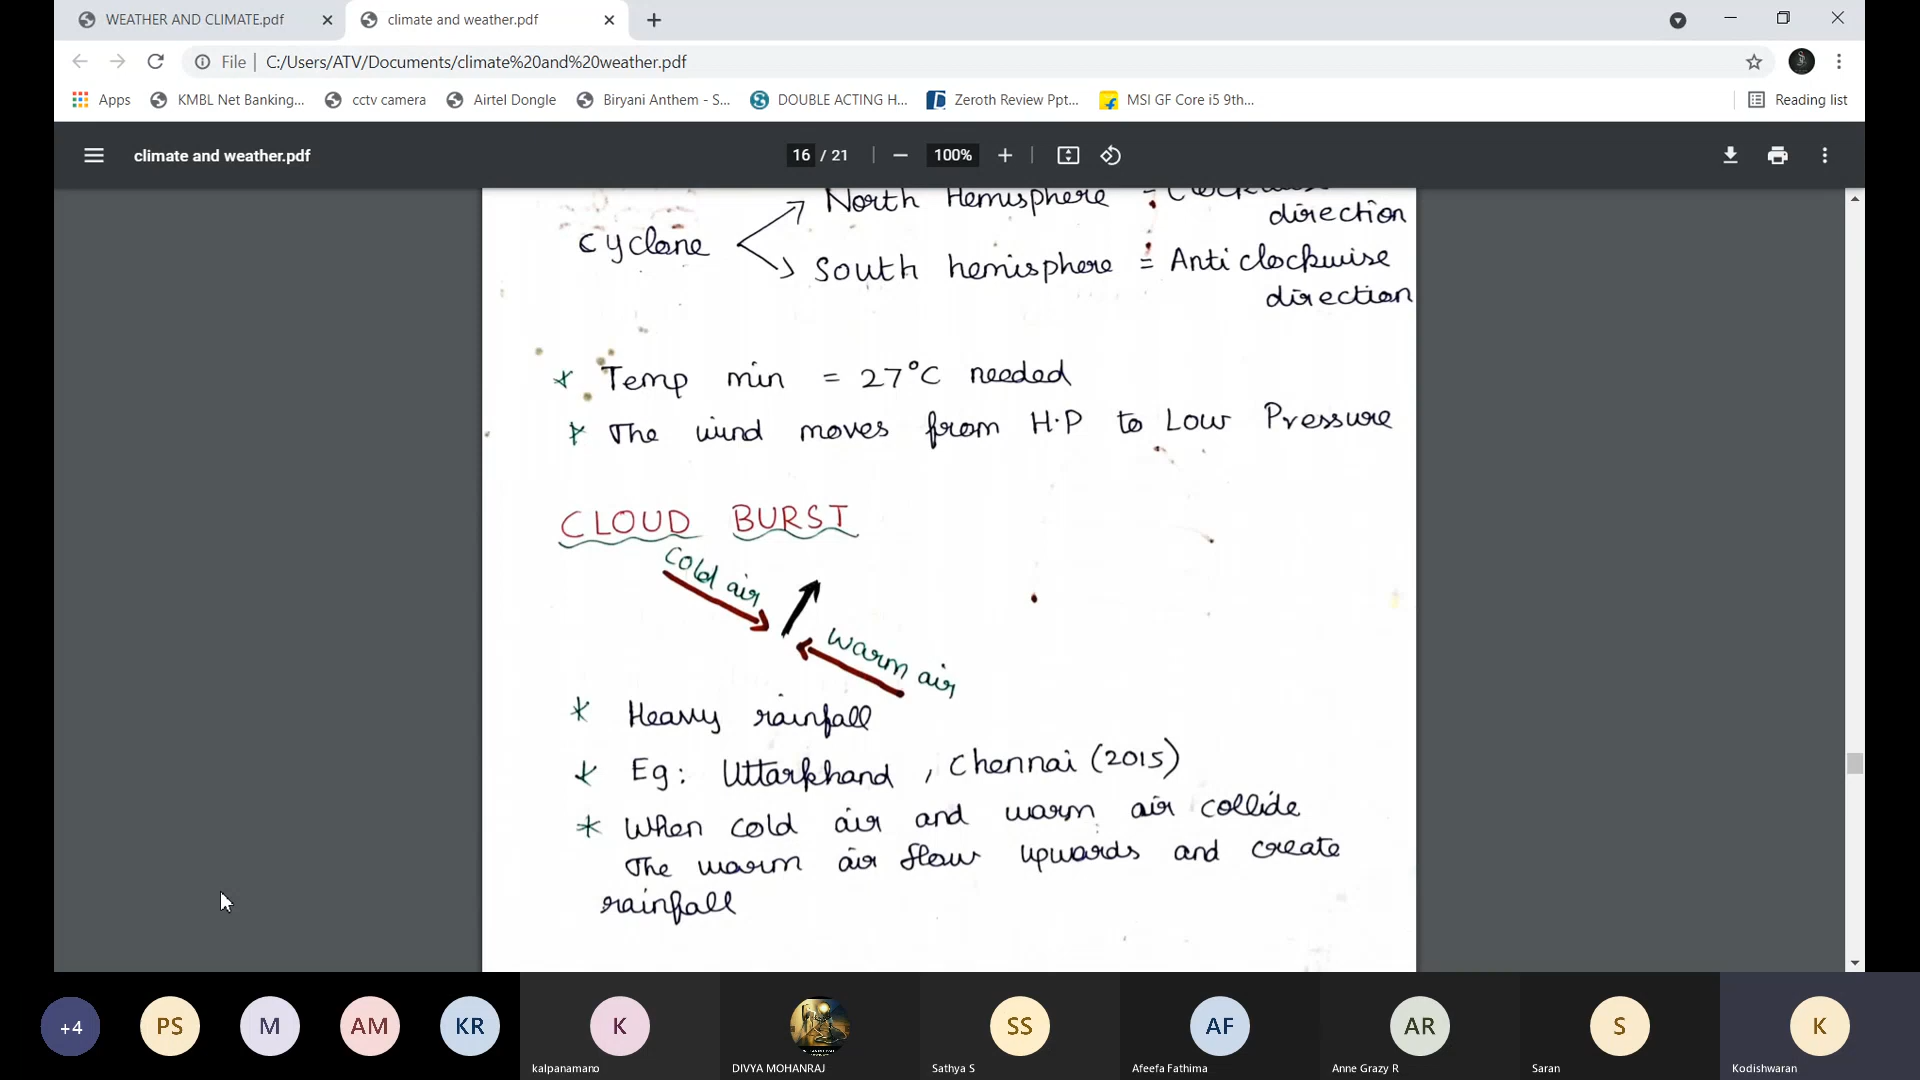 WEATHER AND CLIMATE.pdf
climate and weather.pdf
File
C:/Users/ATV/Documents/climate%20and%20weather.pdf
Apps
KMBL Net Banking...
cctv camera
Airtel Dongle
Biryani Anthem - S...
DOUBLE ACTING H...
Zeroth Review Ppt...
MSI GF Core i5 9th...
Reading list
climate and weather.pdf
16 / 21
100%
North Hemisphere = Clockwise
direction
Cyclone
South hemisphere = Anti clockwise
direction
* Temp min = 27°C needed
* The wind moves from H.P to Low Pressure
CLOUD BURST
Cold air
Warm air
* Heavy rainfall
* Eg: Uttarkhand , Chennai (2015)
* When cold air and warm air collide
The warm air flow upwards and create
rainfall
+4
PS
M
AM
KR
K
SS
AF
AR
S
K
kalpanamano
DIVYA MOHANRAJ
Sathya S
Afeefa Fathima
Anne Grazy R
Saran
Kodishwaran